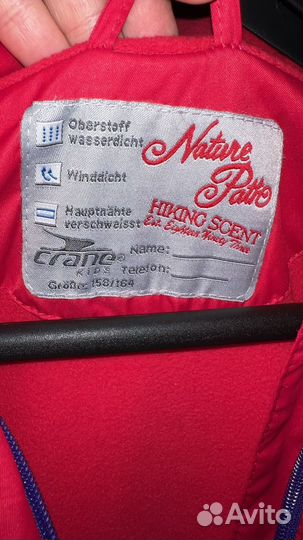 Oberstoff
wasserdicht
Winddicht
Hauptnähte
verschweisst
Nature
Path
HIKING SCENT
Est. Eighteen Ninety Three
crane
KIDS
Name:
Telefon:
Größe: 158/164
Avito